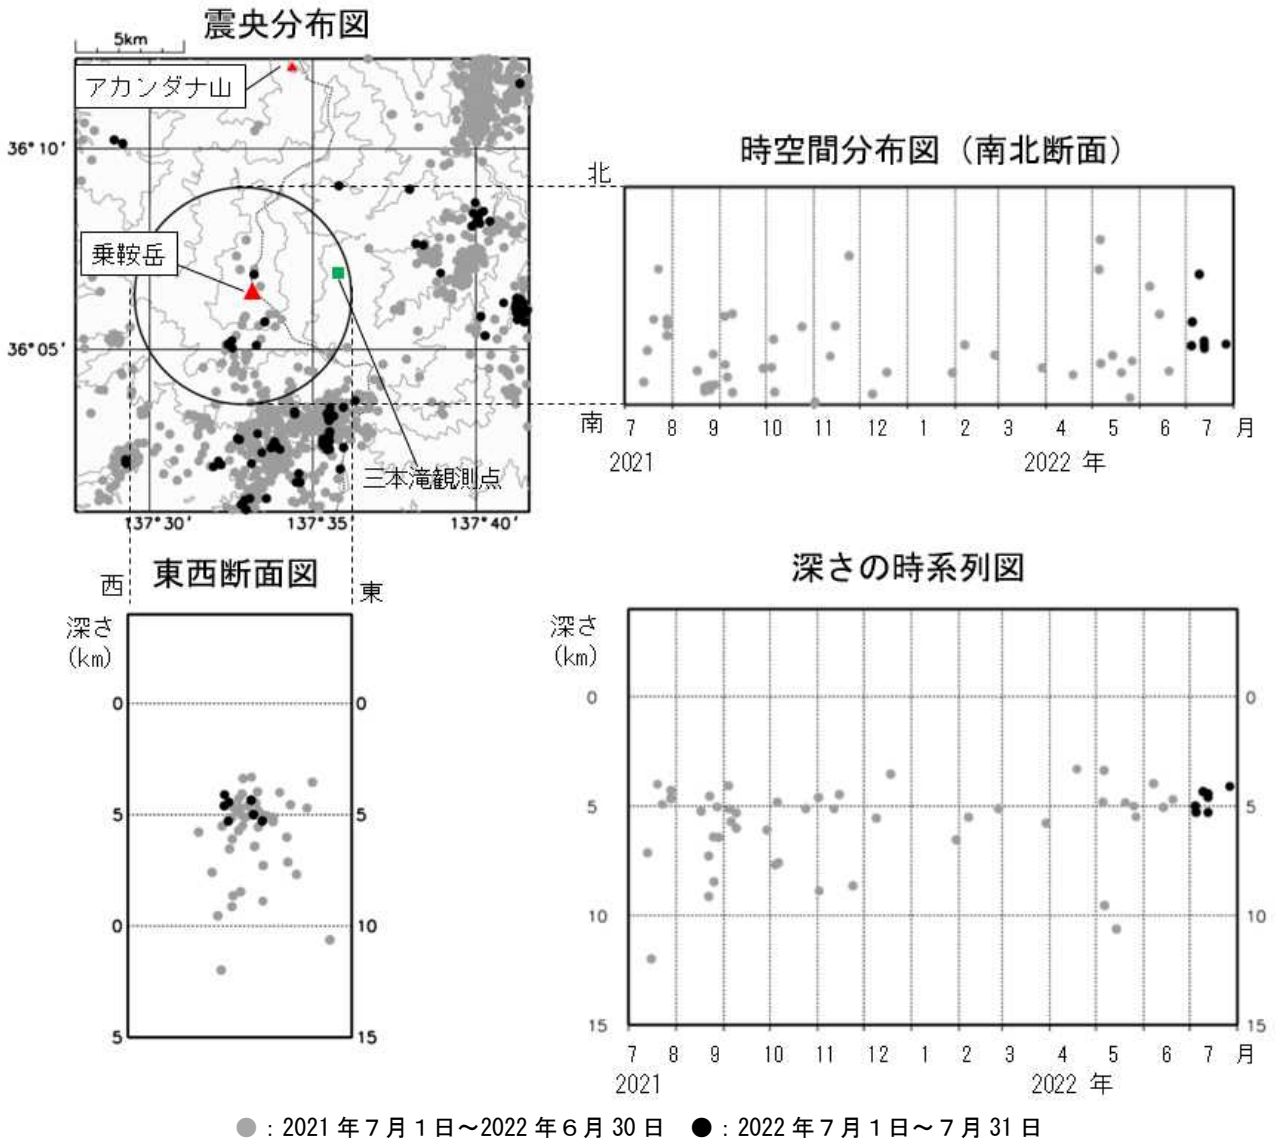 震央分布図
5km
アカンダナ山
36°10′
乗鞍岳
36°05′
三本滝観測点
137°30′ 137°35′ 137°40′
時空間分布図（南北断面）
北
南
7 8 9 10 11 12 1 2 3 4 5 6 7 月
2021 2022 年
西 東西断面図 東
深さ
(km)
0 0
5 5
0 10
5 15
深さの時系列図
深さ
(km)
0 0
5 5
10 10
15 15
7 8 9 10 11 12 1 2 3 4 5 6 7 月
2021 2022 年
●：2021 年７月１日～2022 年６月 30 日 ●：2022 年７月１日～７月 31 日